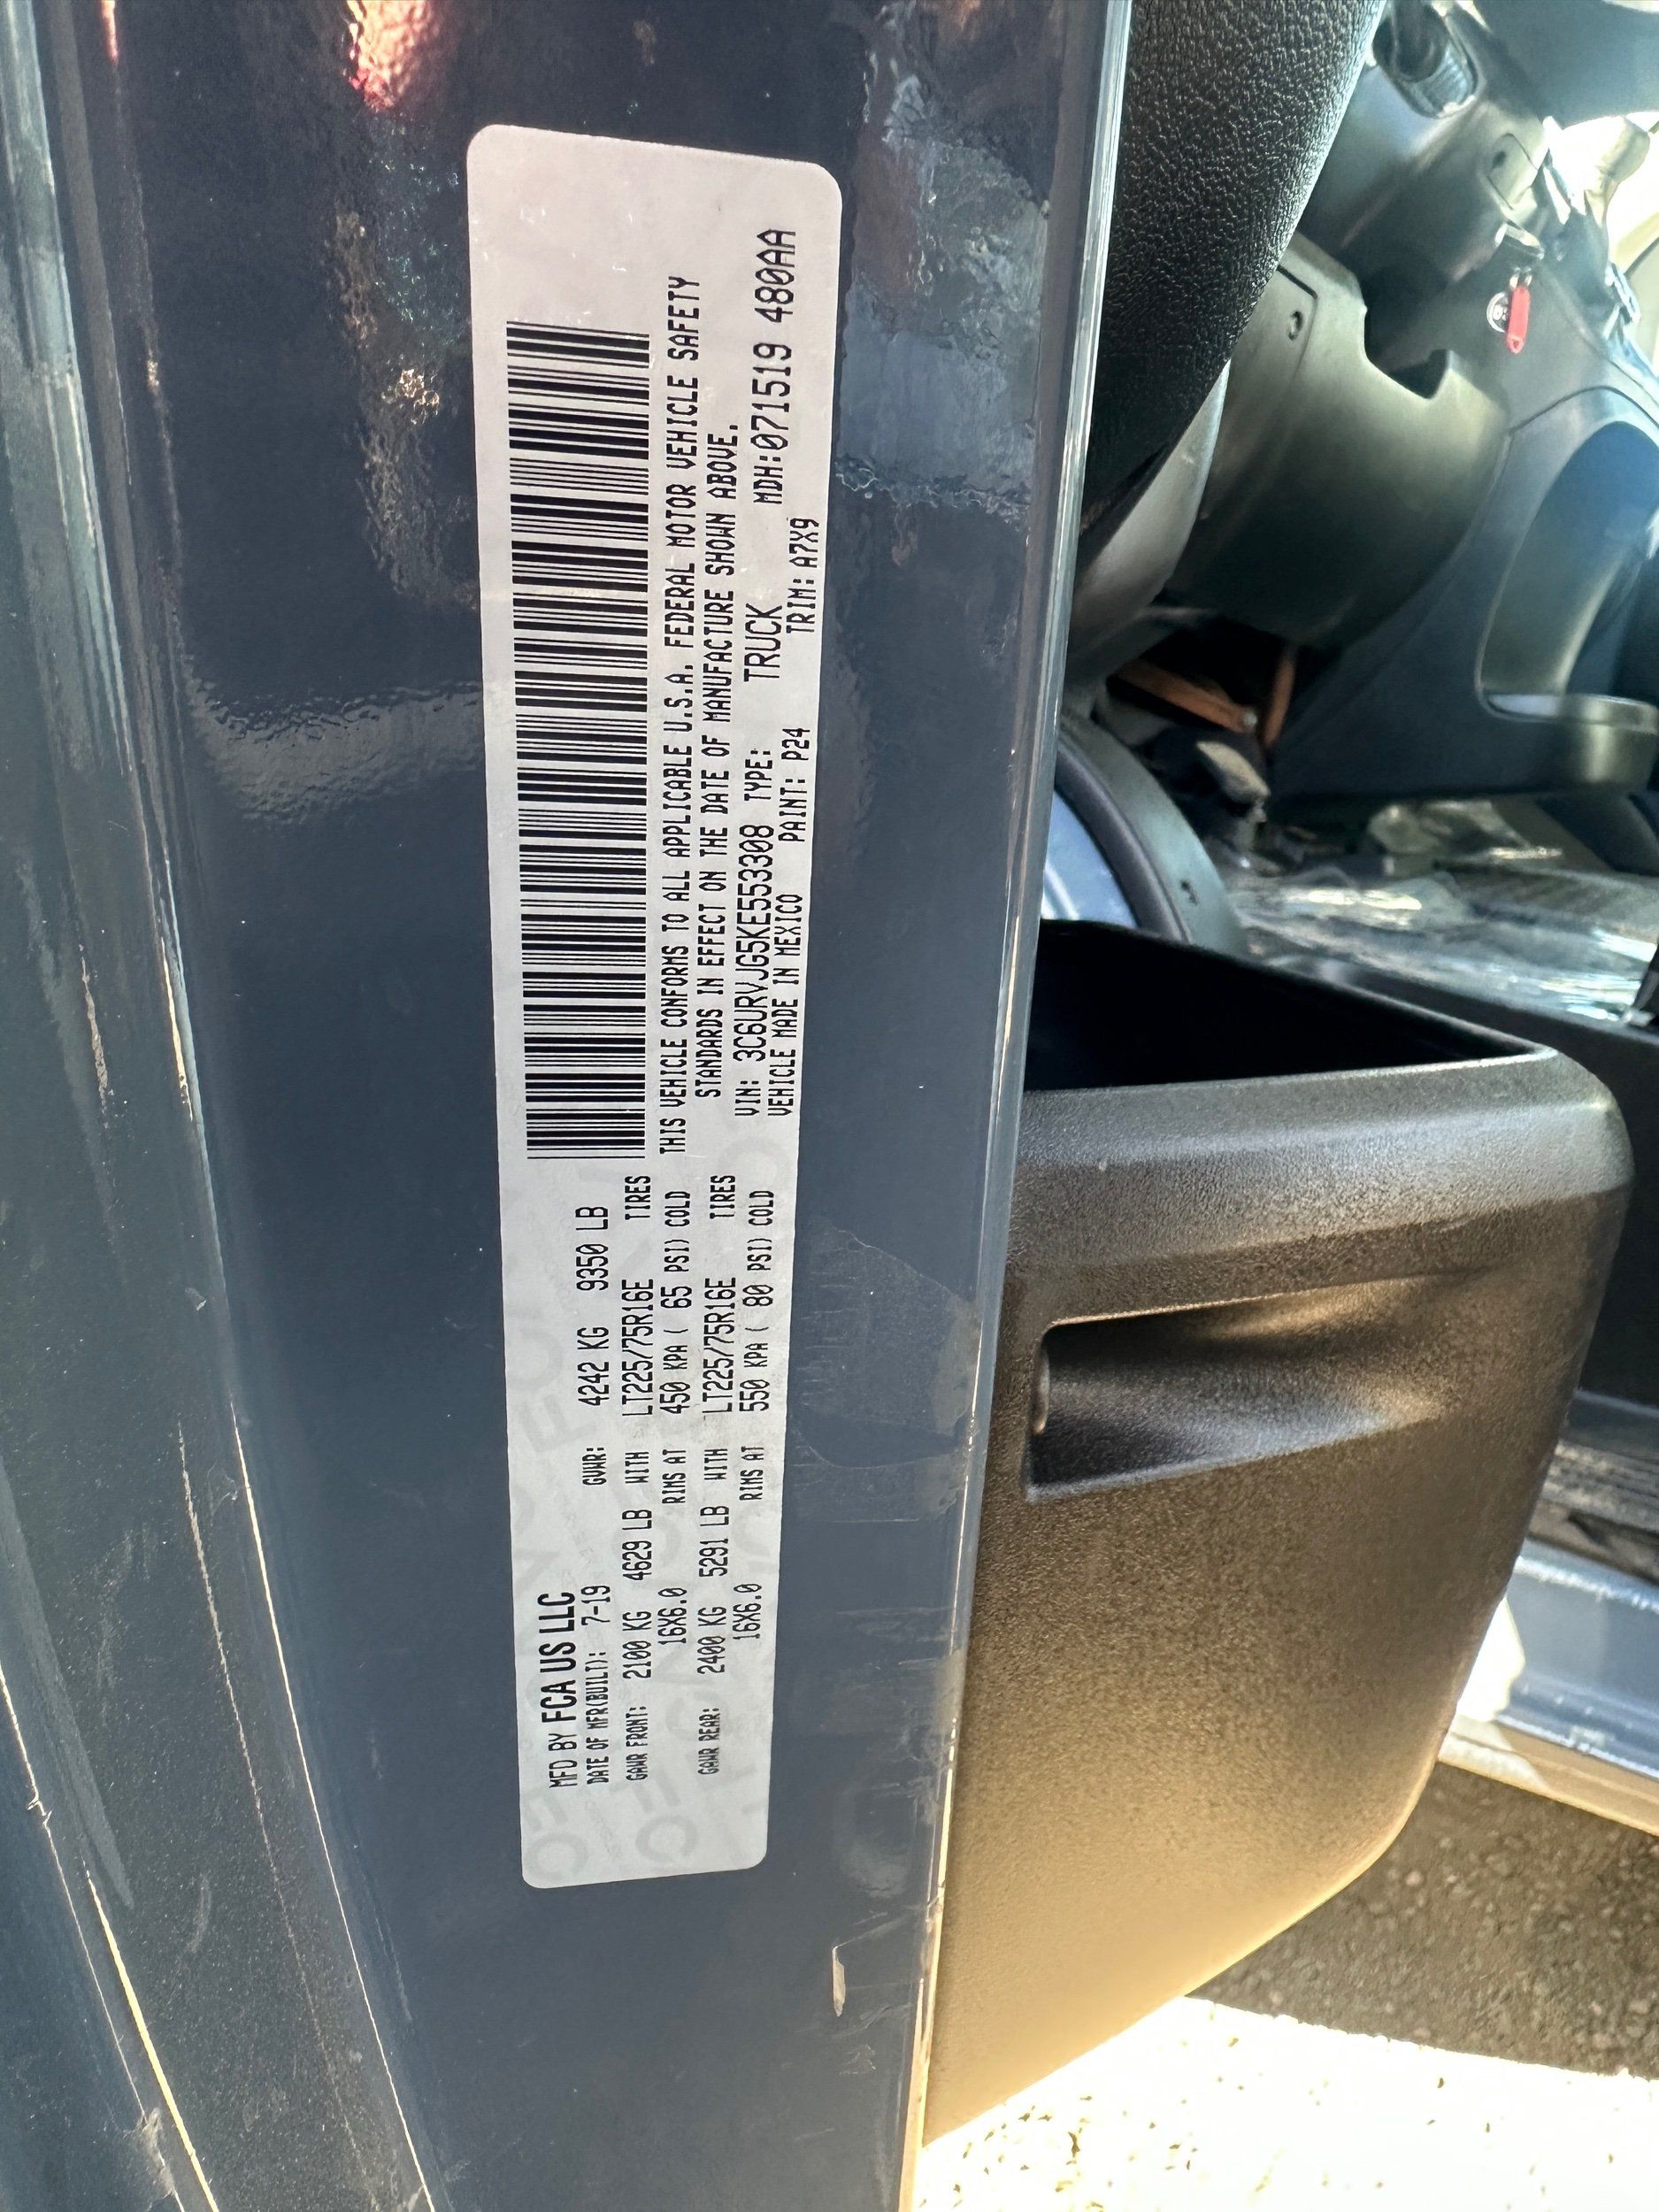 MFD BY FCA US LLC
DATE OF MFR(BUILT): 7-19 GVWR: 4242 KG 9350 LB
GAWR FRONT: 2100 KG 4629 LB WITH LT225/75R16E TIRES
16X6.0 RIMS AT 450 KPA ( 65 PSI) COLD
GAWR REAR: 2400 KG 5291 LB WITH LT225/75R16E TIRES
16X6.0 RIMS AT 550 KPA ( 80 PSI) COLD
THIS VEHICLE CONFORMS TO ALL APPLICABLE U.S.A. FEDERAL MOTOR VEHICLE SAFETY
STANDARDS IN EFFECT ON THE DATE OF MANUFACTURE SHOWN ABOVE.
VIN: 3C6URVJG5KE553308 TYPE: TRUCK MDH:071519 480AA
VEHICLE MADE IN MEXICO PAINT: P24 TRIM: A7X9